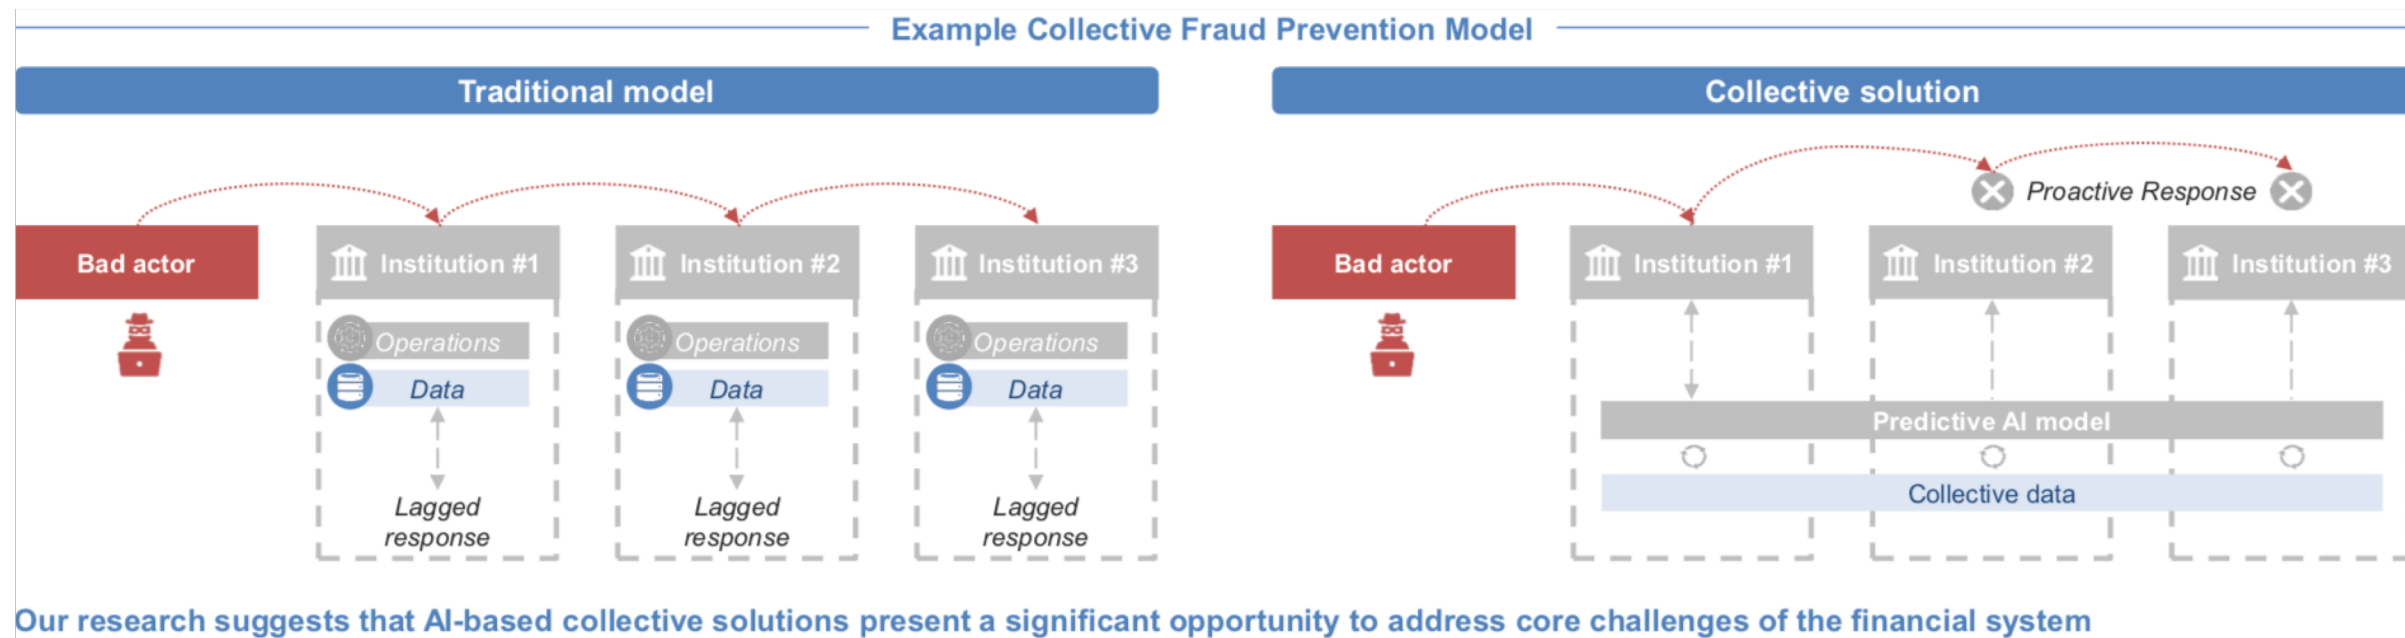 Example Collective Fraud Prevention Model
Traditional model
Bad actor
Institution #1
Institution #2
Institution #3
Operations
Operations
Operations
Data
Data
Data
Lagged
response
Lagged
response
Lagged
response
Collective solution
Proactive Response
Bad actor
Institution #1
Institution #2
Institution #3
Predictive AI model
Collective data
Our research suggests that AI-based collective solutions present a significant opportunity to address core challenges of the financial system